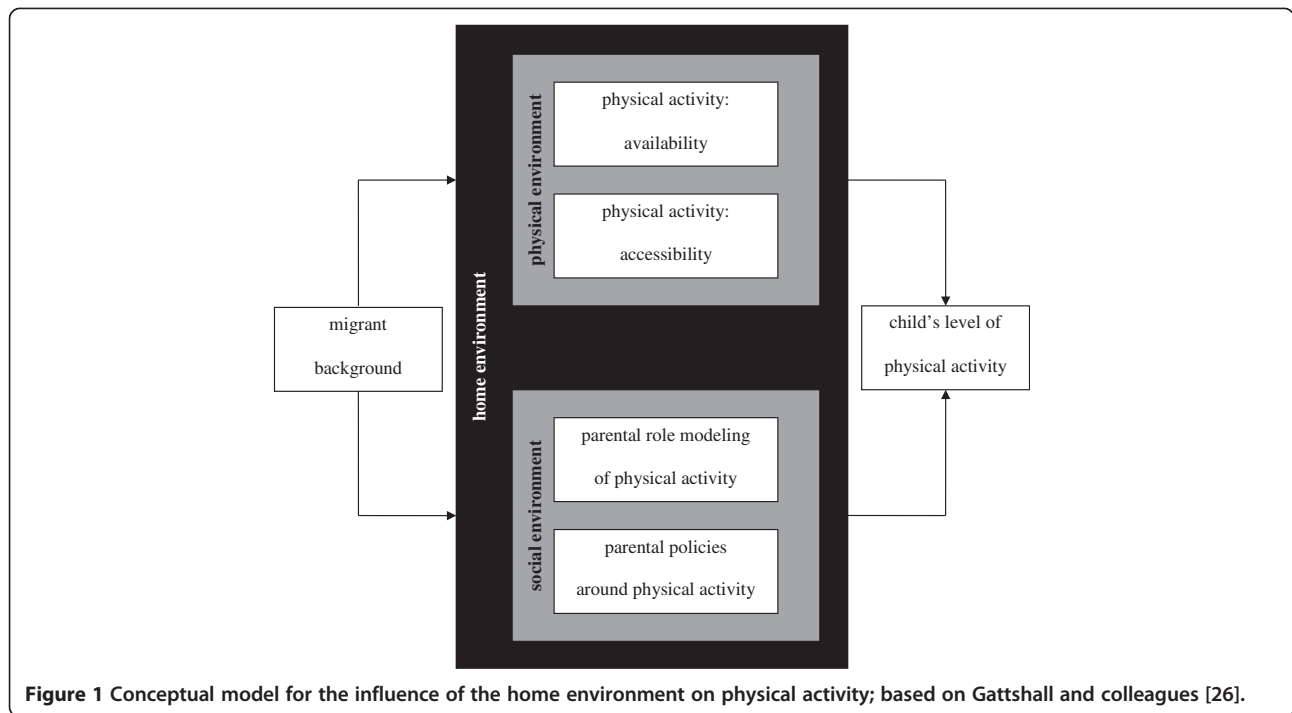 physical activity:
availability
physical environment
physical activity:
accessibility
home environment
migrant
background
child's level of
physical activity
parental role modeling
of physical activity
social environment
parental policies
around physical activity
Figure 1 Conceptual model for the influence of the home environment on physical activity; based on Gattshall and colleagues [26].